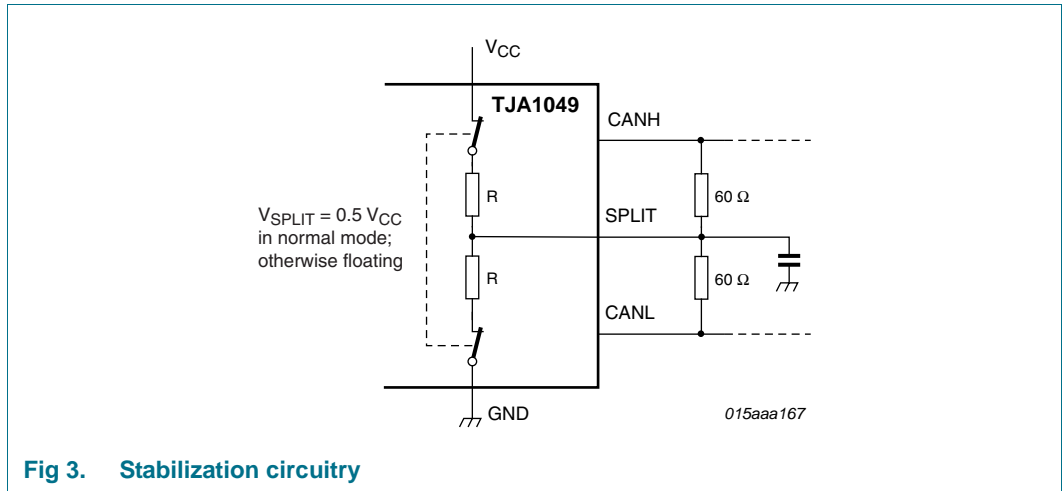 VCC
TJA1049
CANH
R
60 Ω
VSPLIT = 0.5 VCC
in normal mode;
otherwise floating
SPLIT
R
60 Ω
CANL
GND
015aaa167
Fig 3. Stabilization circuitry